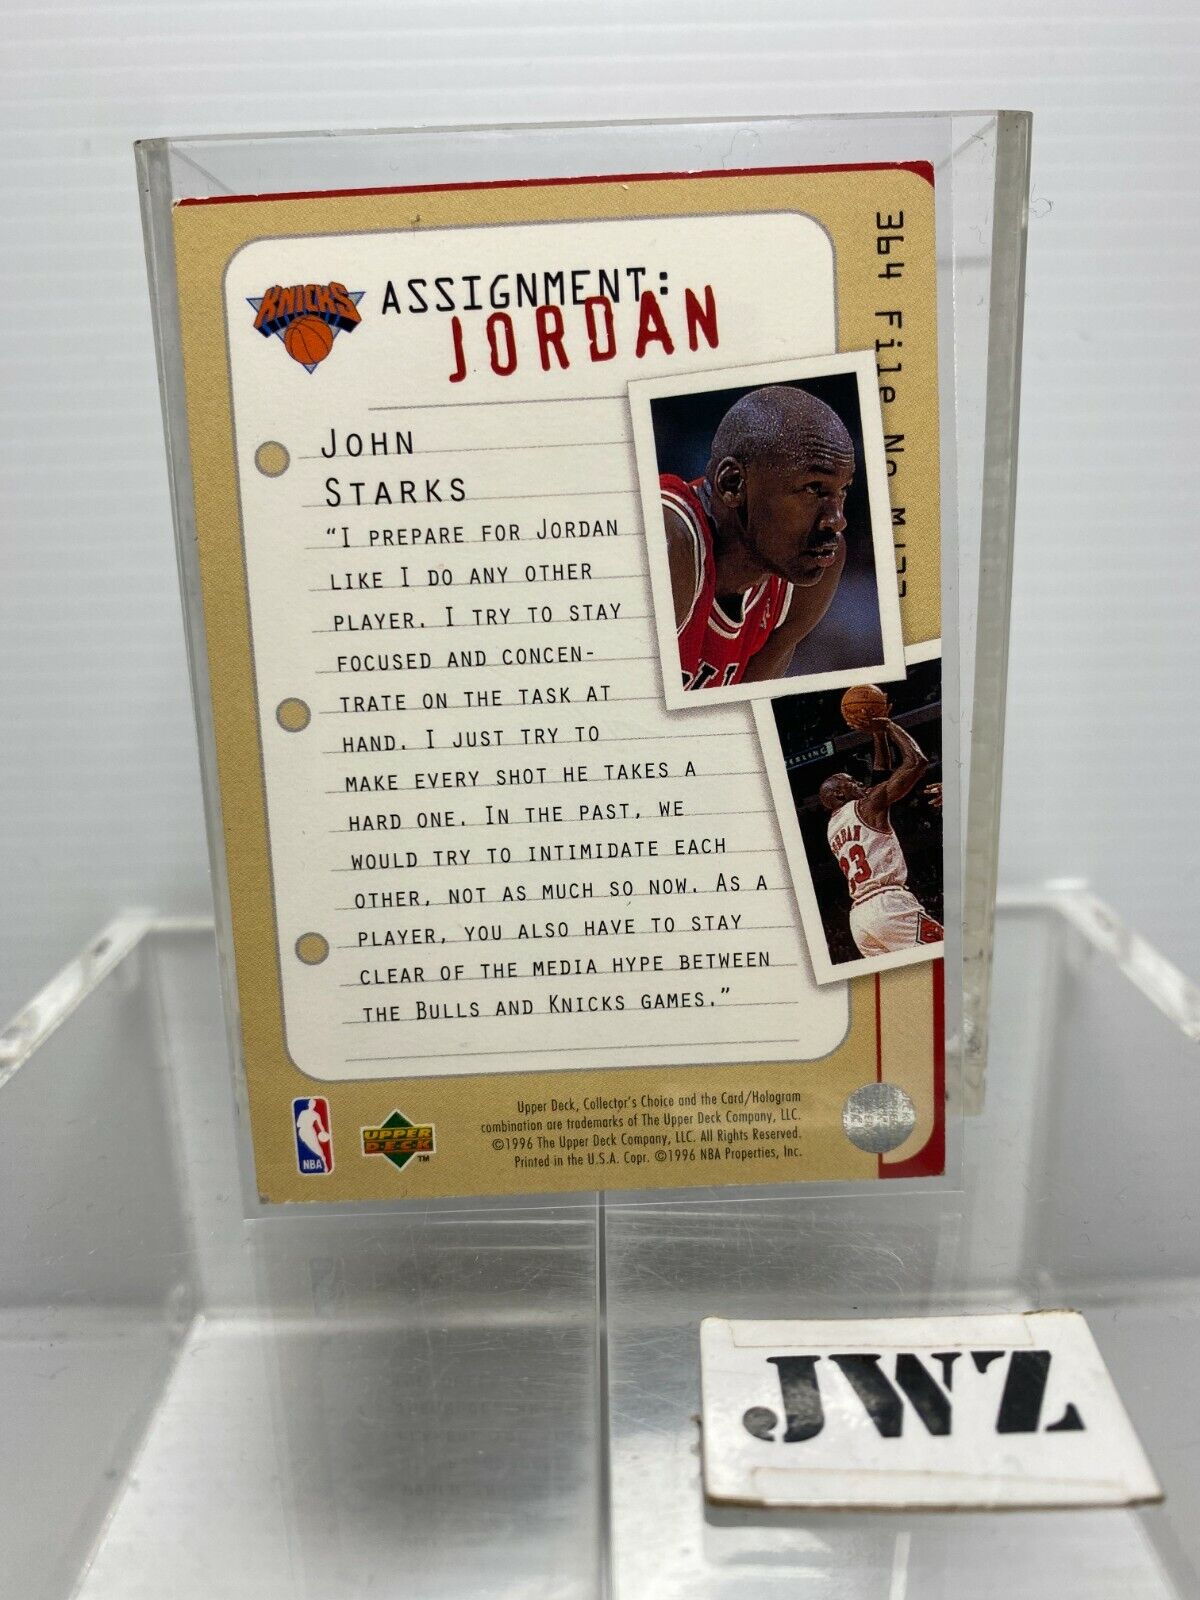 KNICKS
ASSIGNMENT:
JORDAN
364 File No
JOHN
STARKS
“I PREPARE FOR JORDAN
LIKE I DO ANY OTHER
PLAYER. I TRY TO STAY
FOCUSED AND CONCEN-
TRATE ON THE TASK AT
HAND. I JUST TRY TO
MAKE EVERY SHOT HE TAKES A
HARD ONE. IN THE PAST, WE
WOULD TRY TO INTIMIDATE EACH
OTHER, NOT AS MUCH SO NOW. AS A
PLAYER, YOU ALSO HAVE TO STAY
CLEAR OF THE MEDIA HYPE BETWEEN
THE BULLS AND KNICKS GAMES.”
23
NBA
UPPER
DECK
TM
Upper Deck, Collector's Choice and the Card/Hologram
combination are trademarks of The Upper Deck Company, LLC.
©1996 The Upper Deck Company, LLC. All Rights Reserved.
Printed in the U.S.A. Copr. ©1996 NBA Properties, Inc.
JWZ